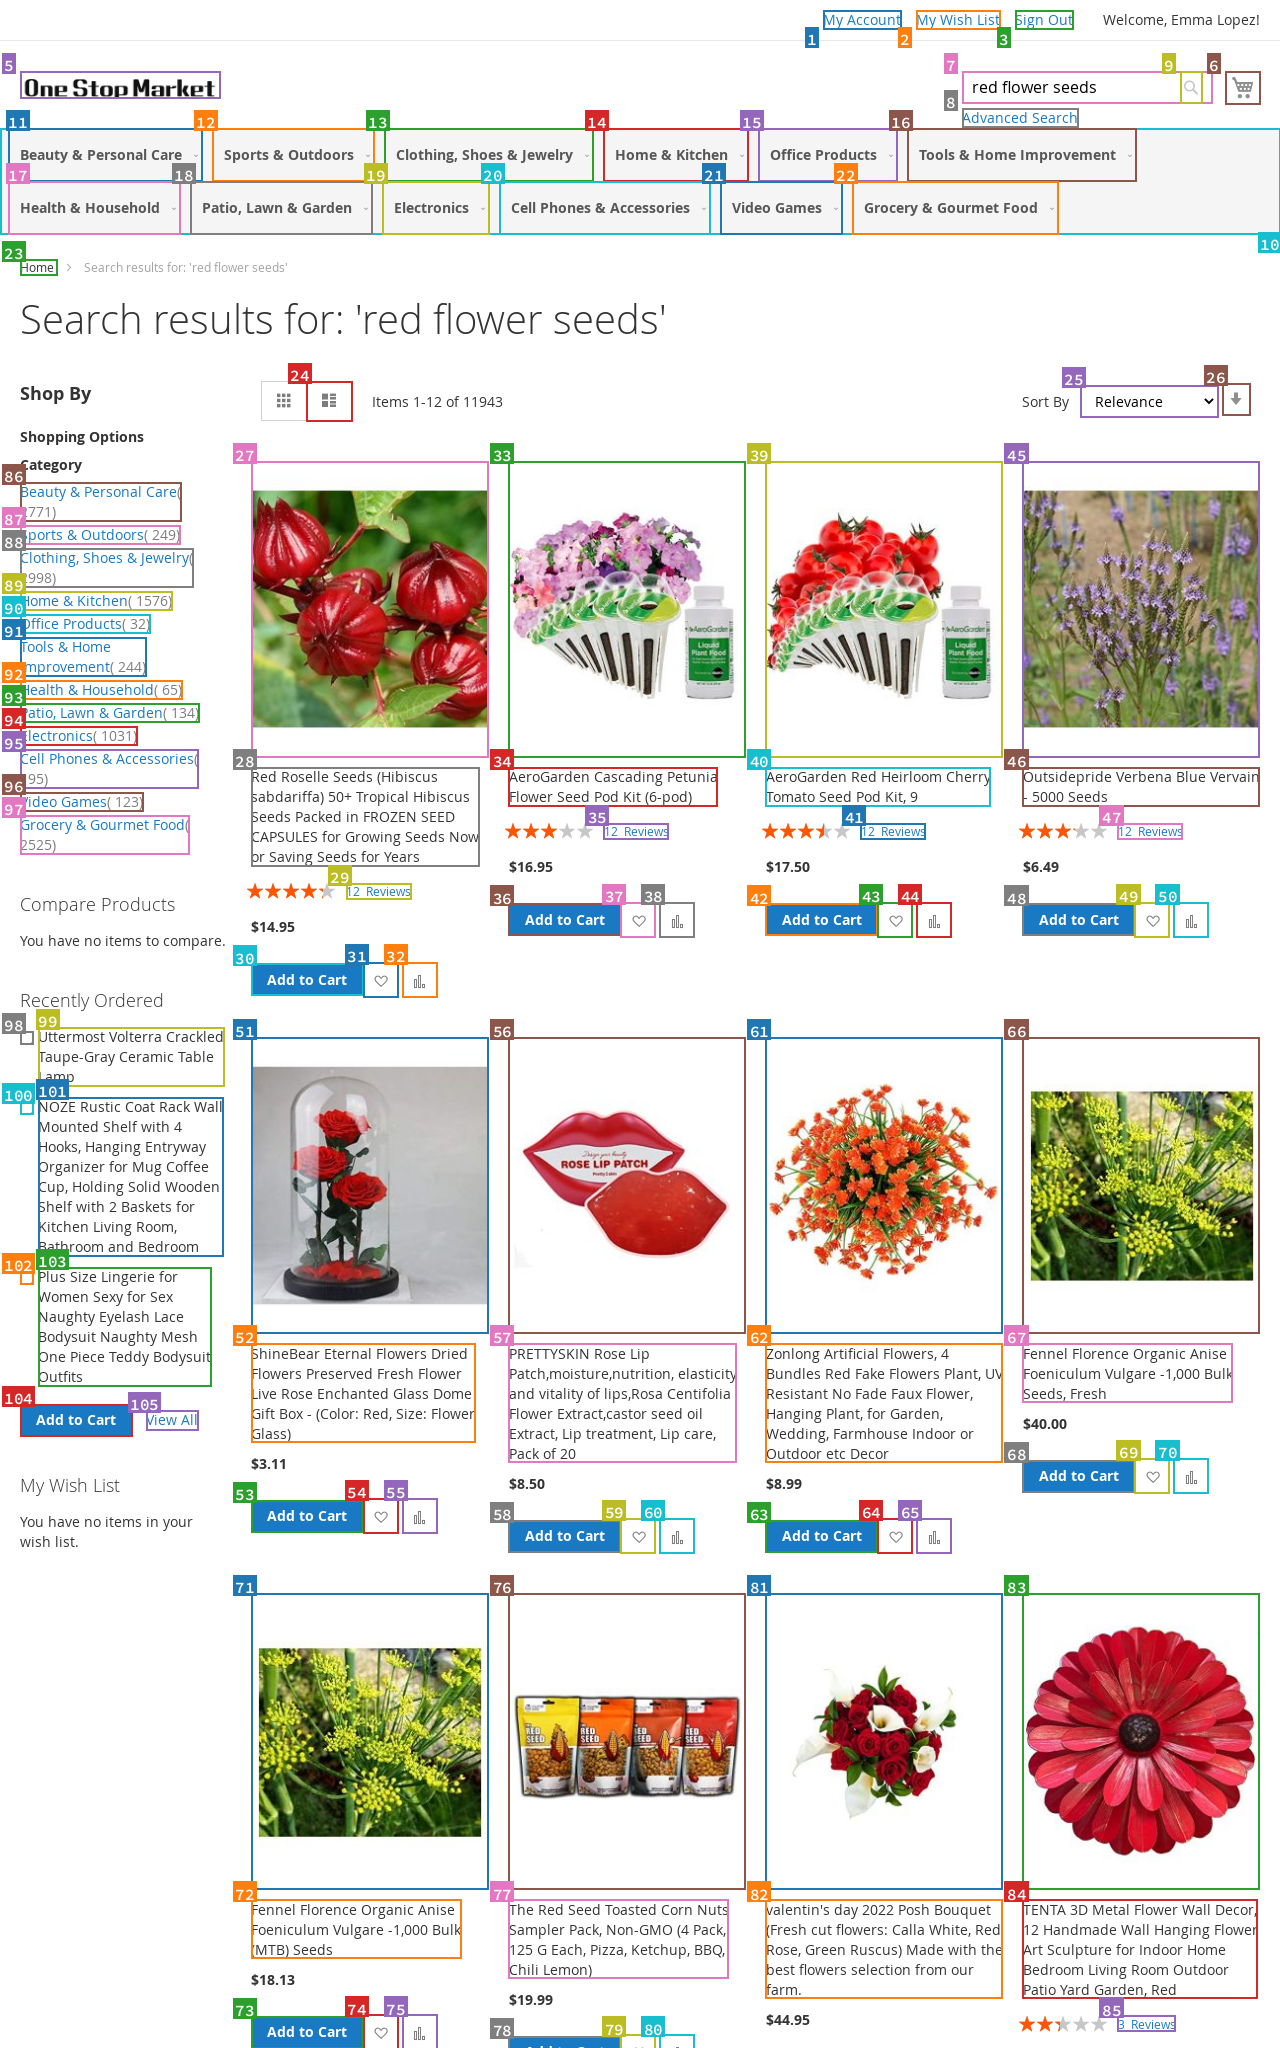 My Account My Wish List Sign Out Welcome, Emma Lopez!
1 2 3
5 7 9 6
One Stop Market red flower seeds
8 Advanced Search
11 12 13 14 15 16
Beauty & Personal Care Sports & Outdoors Clothing, Shoes & Jewelry Home & Kitchen Office Products Tools & Home Improvement
17 18 19 20 21 22
Health & Household Patio, Lawn & Garden Electronics Cell Phones & Accessories Video Games Grocery & Gourmet Food
23 10
Home Search results for: 'red flower seeds'
Search results for: 'red flower seeds'
24 25 26
Shop By
Items 1-12 of 11943 Sort By Relevance
Shopping Options
Category
86
Beauty & Personal Care(
771)
87
ports & Outdoors( 249)
88
Clothing, Shoes & Jewelry(
998)
89
Home & Kitchen( 1576)
90
Office Products( 32)
91
Tools & Home
mprovement( 244)
92
Health & Household( 65)
93
Patio, Lawn & Garden( 134)
94
Electronics( 1031)
95
Cell Phones & Accessories(
95)
96
Video Games( 123)
97
Grocery & Gourmet Food(
2525)
Compare Products
You have no items to compare.
Recently Ordered
98 99
Uttermost Volterra Crackled
Taupe-Gray Ceramic Table
Lamp
100 101
NOZE Rustic Coat Rack Wall
Mounted Shelf with 4
Hooks, Hanging Entryway
Organizer for Mug Coffee
Cup, Holding Solid Wooden
Shelf with 2 Baskets for
Kitchen Living Room,
Bathroom and Bedroom
102 103
Plus Size Lingerie for
Women Sexy for Sex
Naughty Eyelash Lace
Bodysuit Naughty Mesh
One Piece Teddy Bodysuit
Outfits
104 105
Add to Cart View All
My Wish List
You have no items in your
wish list.
27
28
Red Roselle Seeds (Hibiscus
sabdariffa) 50+ Tropical Hibiscus
Seeds Packed in FROZEN SEED
CAPSULES for Growing Seeds Now
or Saving Seeds for Years
29
12 Reviews
$14.95
30 31 32
Add to Cart
33
AeroGarden
Liquid
Plant Food
34
AeroGarden Cascading Petunia
Flower Seed Pod Kit (6-pod)
35
12 Reviews
$16.95
36 37 38
Add to Cart
39
AeroGarden
Liquid
Plant Food
40
AeroGarden Red Heirloom Cherry
Tomato Seed Pod Kit, 9
41
12 Reviews
$17.50
42 43 44
Add to Cart
45
46
Outsidepride Verbena Blue Vervain
- 5000 Seeds
47
12 Reviews
$6.49
48 49 50
Add to Cart
51
52
ShineBear Eternal Flowers Dried
Flowers Preserved Fresh Flower
Live Rose Enchanted Glass Dome
Gift Box - (Color: Red, Size: Flower
Glass)
$3.11
53 54 55
Add to Cart
56
Design your beauty
ROSE LIP PATCH
Pretty Cabin
57
PRETTYSKIN Rose Lip
Patch,moisture,nutrition, elasticity
and vitality of lips,Rosa Centifolia
Flower Extract,castor seed oil
Extract, Lip treatment, Lip care,
Pack of 20
$8.50
58 59 60
Add to Cart
61
62
Zonlong Artificial Flowers, 4
Bundles Red Fake Flowers Plant, UV
Resistant No Fade Faux Flower,
Hanging Plant, for Garden,
Wedding, Farmhouse Indoor or
Outdoor etc Decor
$8.99
63 64 65
Add to Cart
66
67
Fennel Florence Organic Anise
Foeniculum Vulgare -1,000 Bulk
Seeds, Fresh
$40.00
68 69 70
Add to Cart
71
72
Fennel Florence Organic Anise
Foeniculum Vulgare -1,000 Bulk
(MTB) Seeds
$18.13
73 74 75
Add to Cart
76
RED SEED RED SEED RED SEED RED SEED
77
The Red Seed Toasted Corn Nuts
Sampler Pack, Non-GMO (4 Pack,
125 G Each, Pizza, Ketchup, BBQ,
Chili Lemon)
$19.99
78 79 80
Add to Cart
81
82
valentin's day 2022 Posh Bouquet
(Fresh cut flowers: Calla White, Red
Rose, Green Ruscus) Made with the
best flowers selection from our
farm.
$44.95
83
84
TENTA 3D Metal Flower Wall Decor,
12 Handmade Wall Hanging Flower
Art Sculpture for Indoor Home
Bedroom Living Room Outdoor
Patio Yard Garden, Red
85
3 Reviews